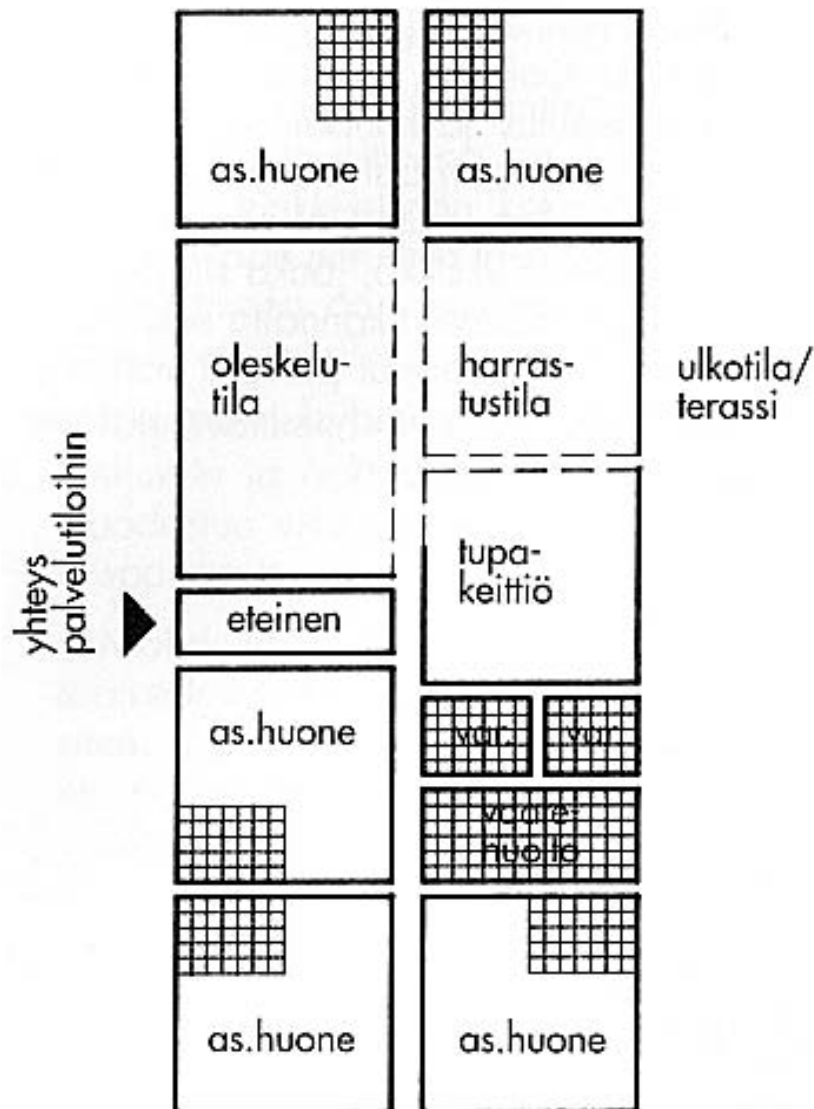 as.huone
as.huone
oleskelu-
tila
harras-
tustila
ulkotila/
terassi
yhteys
palvelutiloihin
eteinen
tupa-
keittiö
as.huone
var.
var.
vaate-
huolto
as.huone
as.huone